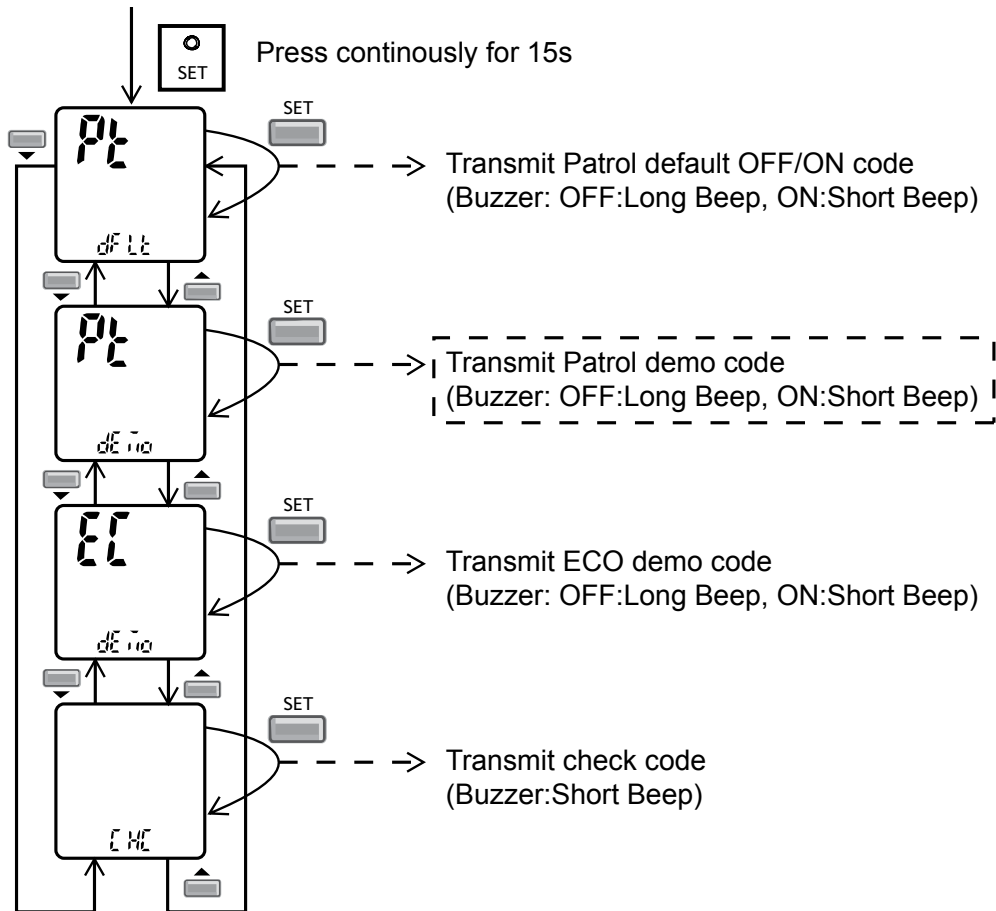 SET
Press continously for 15s
Pt
dFLt
SET
Transmit Patrol default OFF/ON code
(Buzzer: OFF:Long Beep, ON:Short Beep)
Pt
dEmo
SET
Transmit Patrol demo code
(Buzzer: OFF:Long Beep, ON:Short Beep)
EC
dEmo
SET
Transmit ECO demo code
(Buzzer: OFF:Long Beep, ON:Short Beep)
CHC
SET
Transmit check code
(Buzzer:Short Beep)